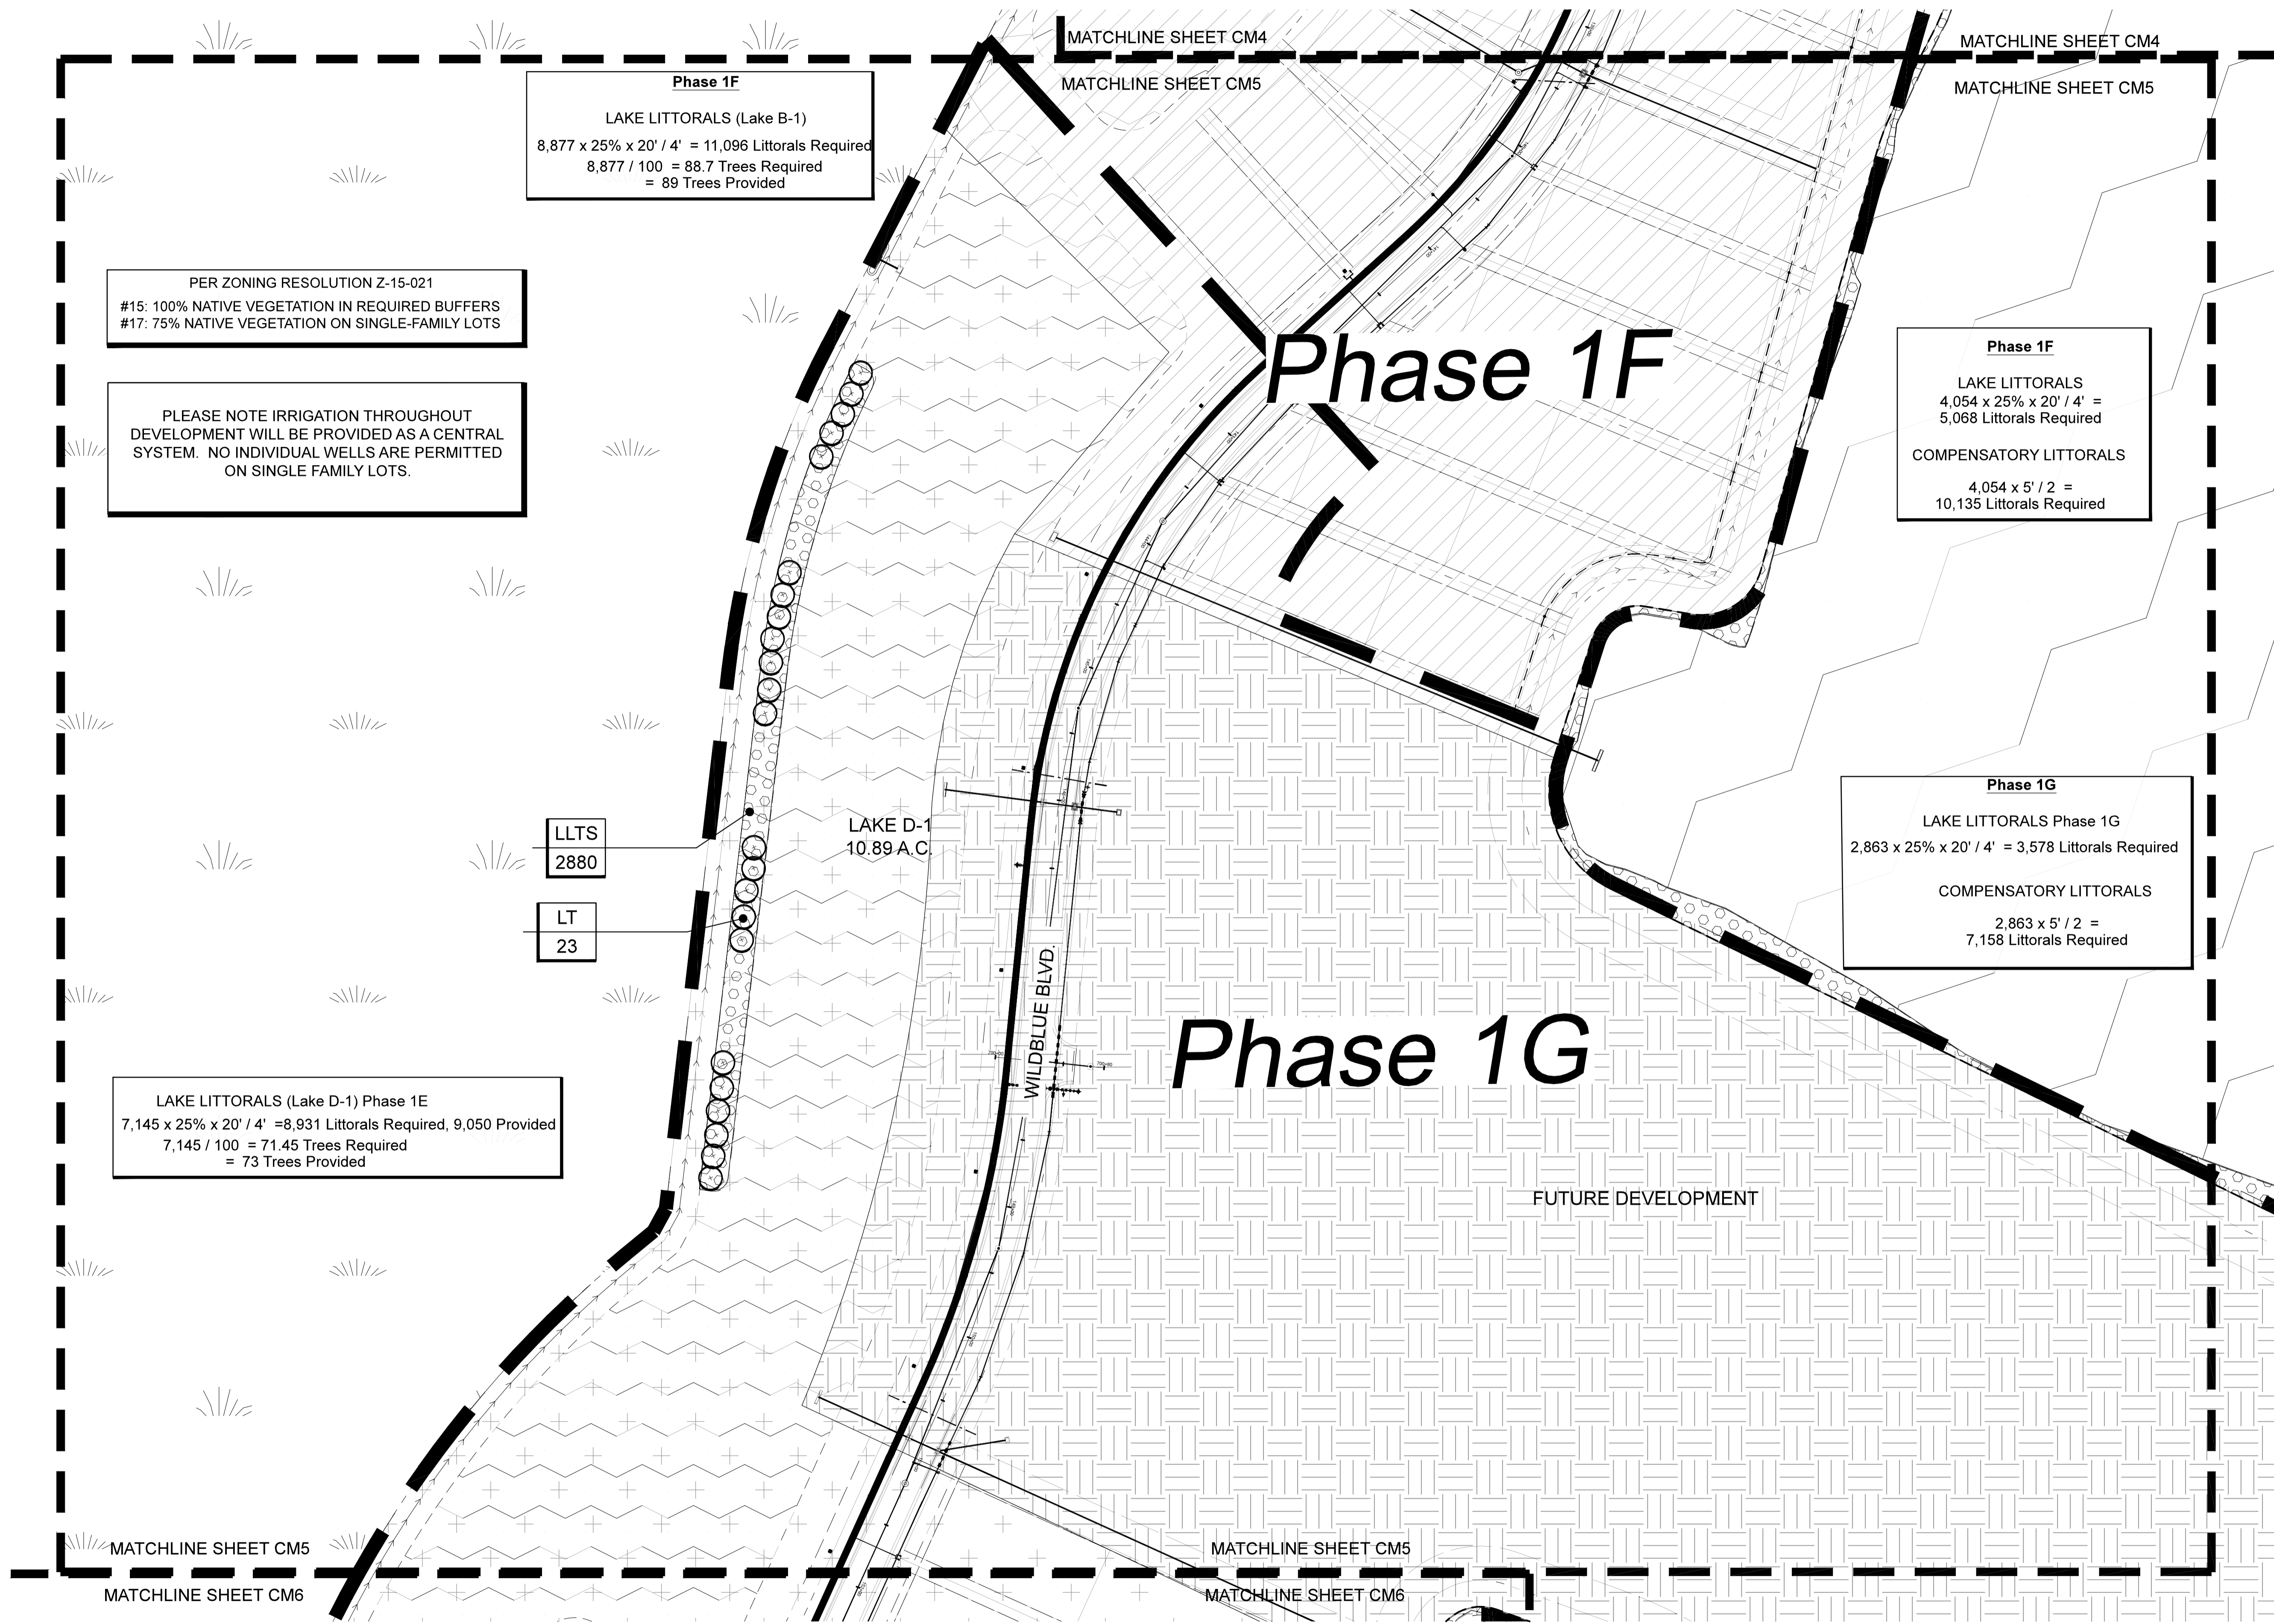 MATCHLINE SHEET CM4
MATCHLINE SHEET CM5
MATCHLINE SHEET CM4
MATCHLINE SHEET CM5
Phase 1F
LAKE LITTORALS (Lake B-1)
8,877 x 25% x 20' / 4'  = 11,096 Littorals Required
8,877 / 100  = 88.7 Trees Required
=  89 Trees Provided
PER ZONING RESOLUTION Z-15-021
#15: 100% NATIVE VEGETATION IN REQUIRED BUFFERS
#17: 75% NATIVE VEGETATION ON SINGLE-FAMILY LOTS
PLEASE NOTE IRRIGATION THROUGHOUT
DEVELOPMENT WILL BE PROVIDED AS A CENTRAL
SYSTEM.  NO INDIVIDUAL WELLS ARE PERMITTED
ON SINGLE FAMILY LOTS.
Phase 1F
Phase 1F
LAKE LITTORALS
4,054 x 25% x 20' / 4'  =
5,068 Littorals Required
COMPENSATORY LITTORALS
4,054 x 5' / 2  =
10,135 Littorals Required
LLTS
2880
LT
23
LAKE D-1
10.89 A.C.
WILDBLUE BLVD.
Phase 1G
LAKE LITTORALS Phase 1G
2,863 x 25% x 20' / 4'  = 3,578 Littorals Required
COMPENSATORY LITTORALS
2,863 x 5' / 2  =
7,158 Littorals Required
Phase 1G
LAKE LITTORALS (Lake D-1) Phase 1E
7,145 x 25% x 20' / 4'  =8,931 Littorals Required, 9,050 Provided
7,145 / 100  = 71.45 Trees Required
=  73 Trees Provided
FUTURE DEVELOPMENT
MATCHLINE SHEET CM5
MATCHLINE SHEET CM6
MATCHLINE SHEET CM5
MATCHLINE SHEET CM6